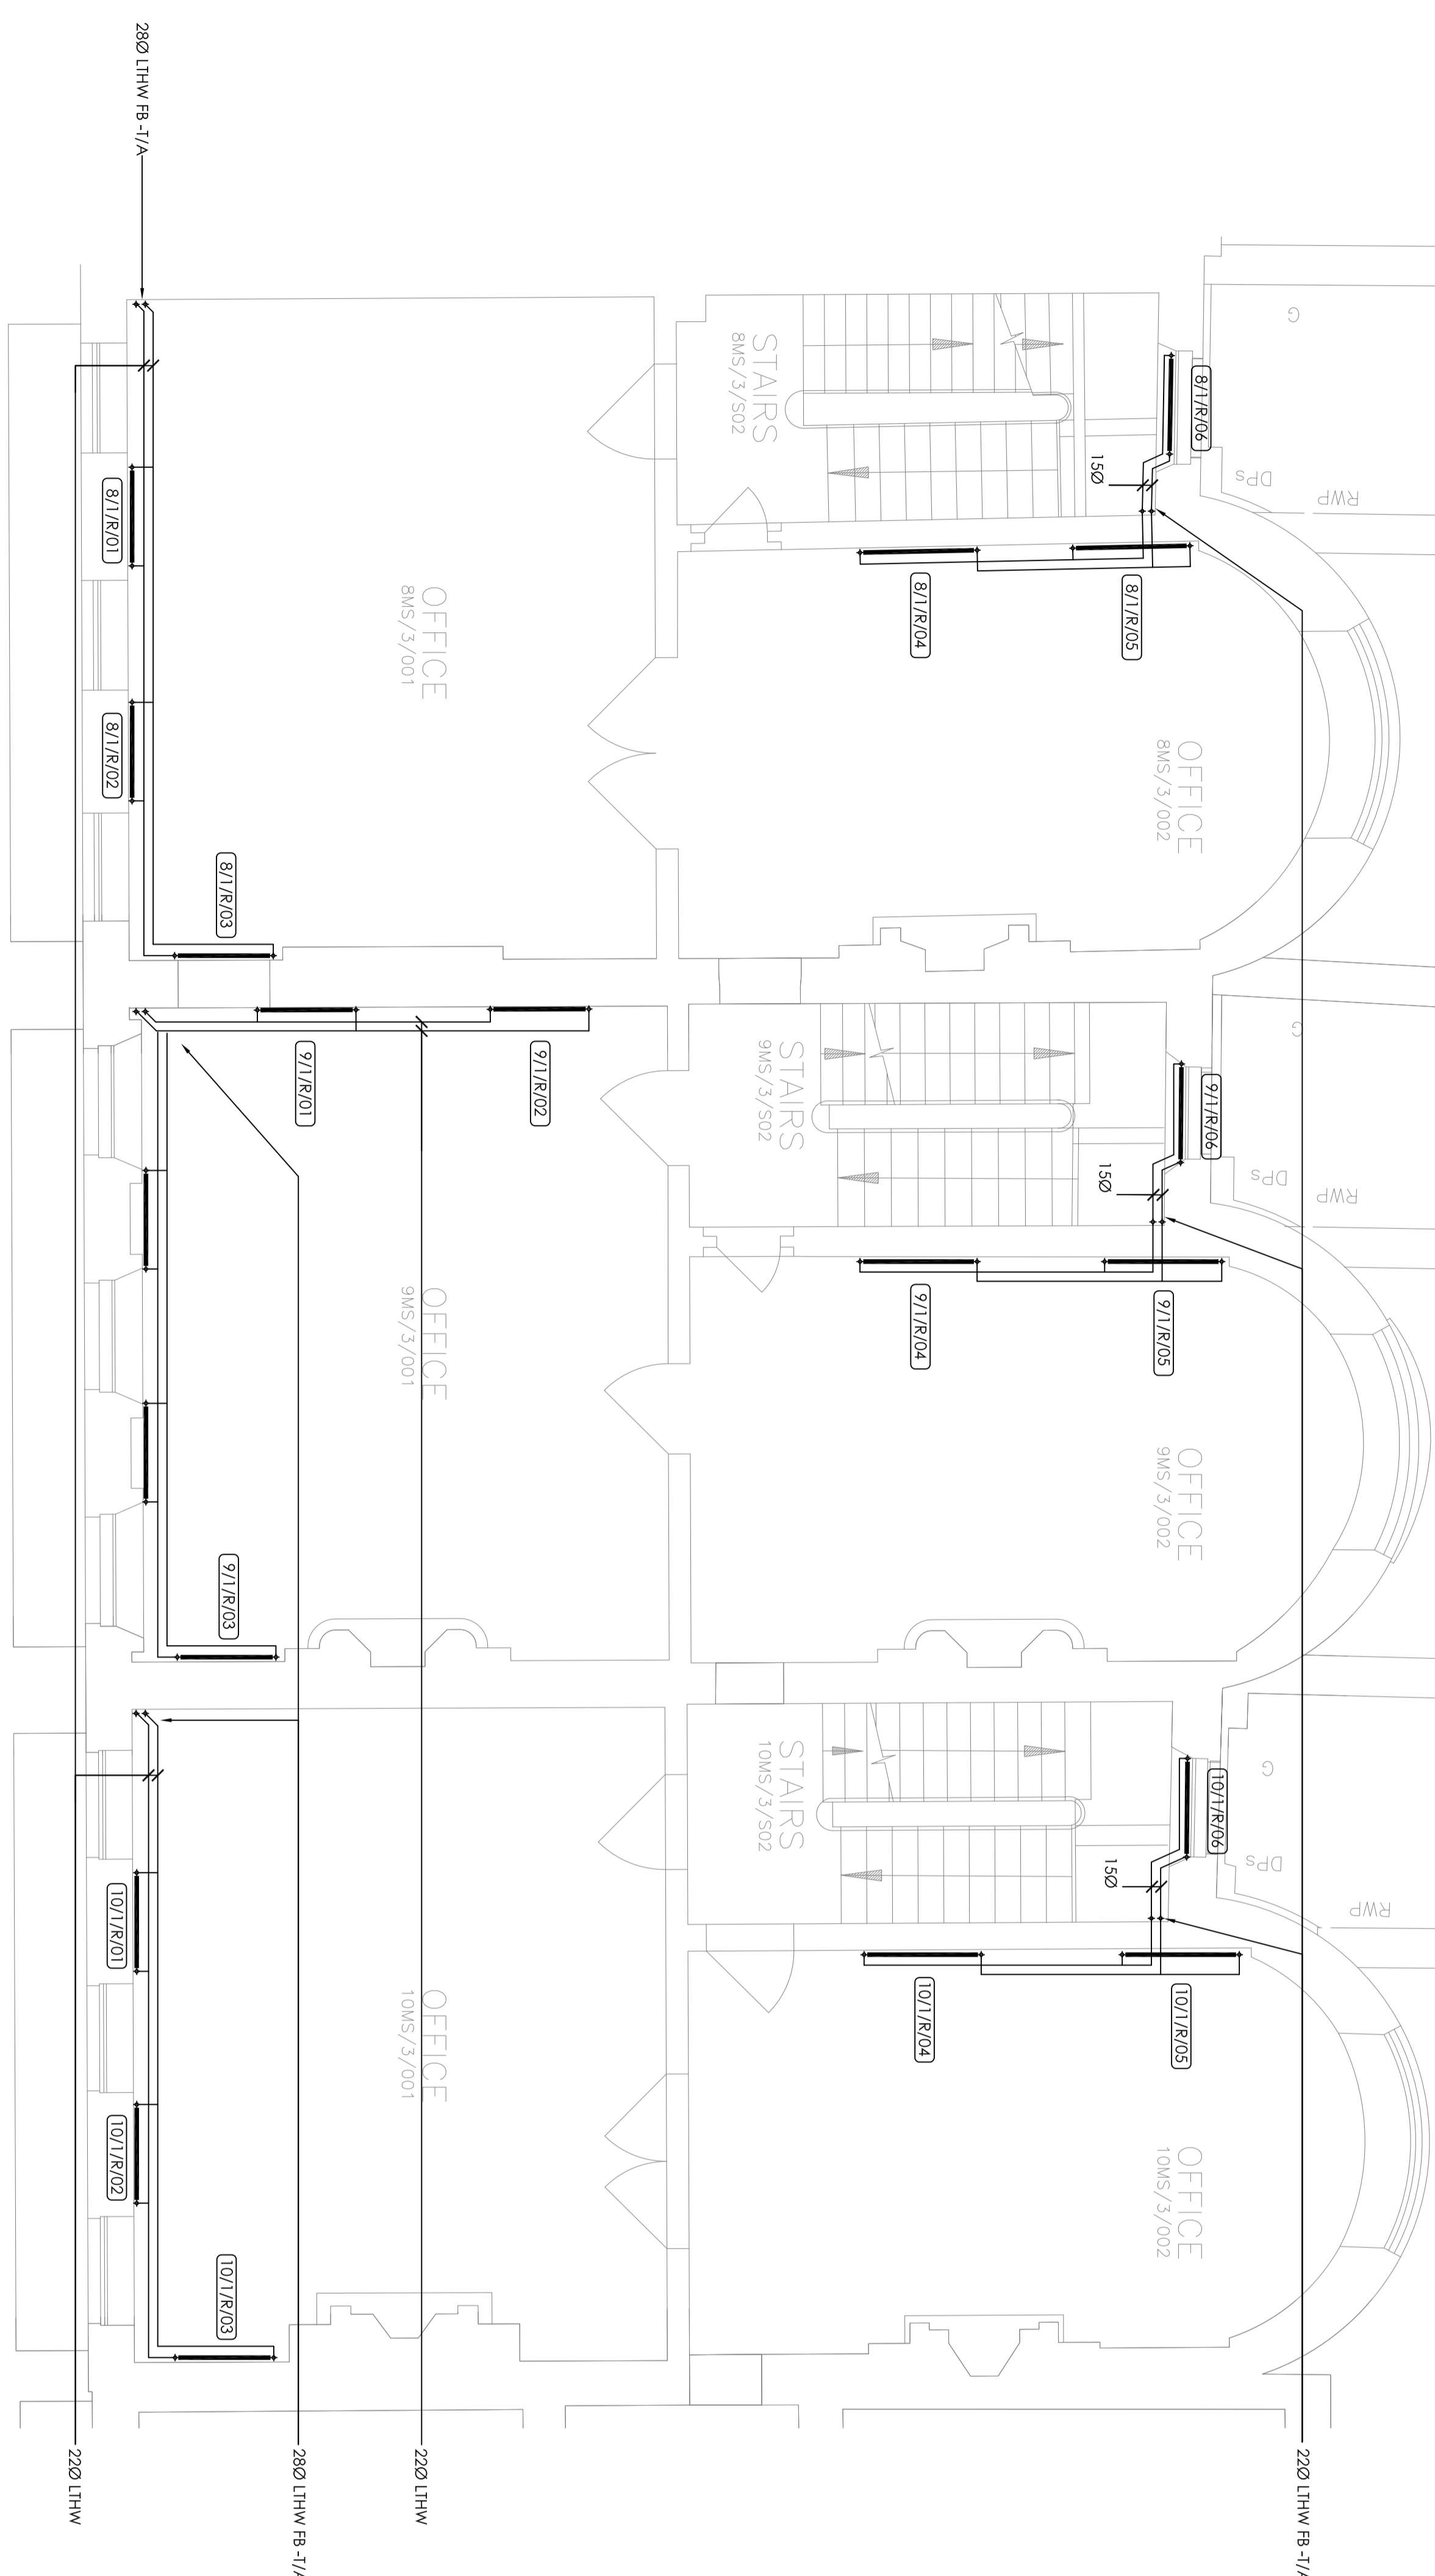 28Ø LTHW FB -T/A
8/1/R/06
G
DPs
RWP
STAIRS
8MS/3/S02
15Ø
8/1/R/01
8/1/R/02
8/1/R/03
OFFICE
8MS/3/001
8/1/R/04
8/1/R/05
OFFICE
8MS/3/002
9/1/R/01
9/1/R/02
9/1/R/03
OFFICE
9MS/3/001
STAIRS
9MS/3/S02
15Ø
9/1/R/06
G
DPs
RWP
9/1/R/04
9/1/R/05
OFFICE
9MS/3/002
10/1/R/01
10/1/R/02
10/1/R/03
OFFICE
10MS/3/001
STAIRS
10MS/3/S02
15Ø
10/1/R/06
G
DPs
RWP
10/1/R/04
10/1/R/05
OFFICE
10MS/3/002
22Ø LTHW
28Ø LTHW FB -T/A
22Ø LTHW
22Ø LTHW FB -T/A